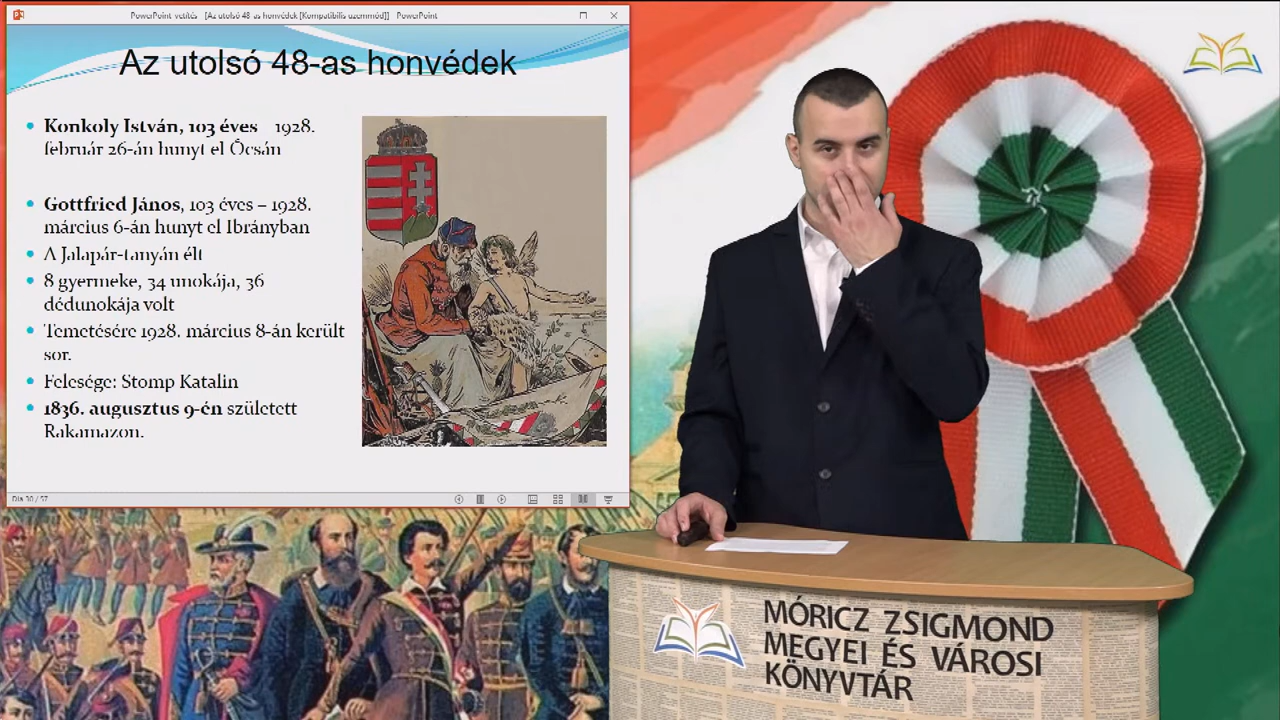 PowerPoint-vetítés - [Az utolsó 48-as honvédek [Kompatibilis üzemmód]] - PowerPoint
Az utolsó 48-as honvédek
Konkoly István, 103 éves – 1928.
február 26-án hunyt el Ócsán
Gottfried János, 103 éves – 1928.
március 6-án hunyt el Ibrányban
A Jalapár-tanyán élt
8 gyermeke, 34 unokája, 36
dédunokája volt
Temetésére 1928. március 8-án került
sor.
Felesége: Stomp Katalin
1836. augusztus 9-én született
Rakamazon.
Dia 30 / 57
MÓRICZ ZSIGMOND
MEGYEI ÉS VÁROSI
KÖNYVTÁR